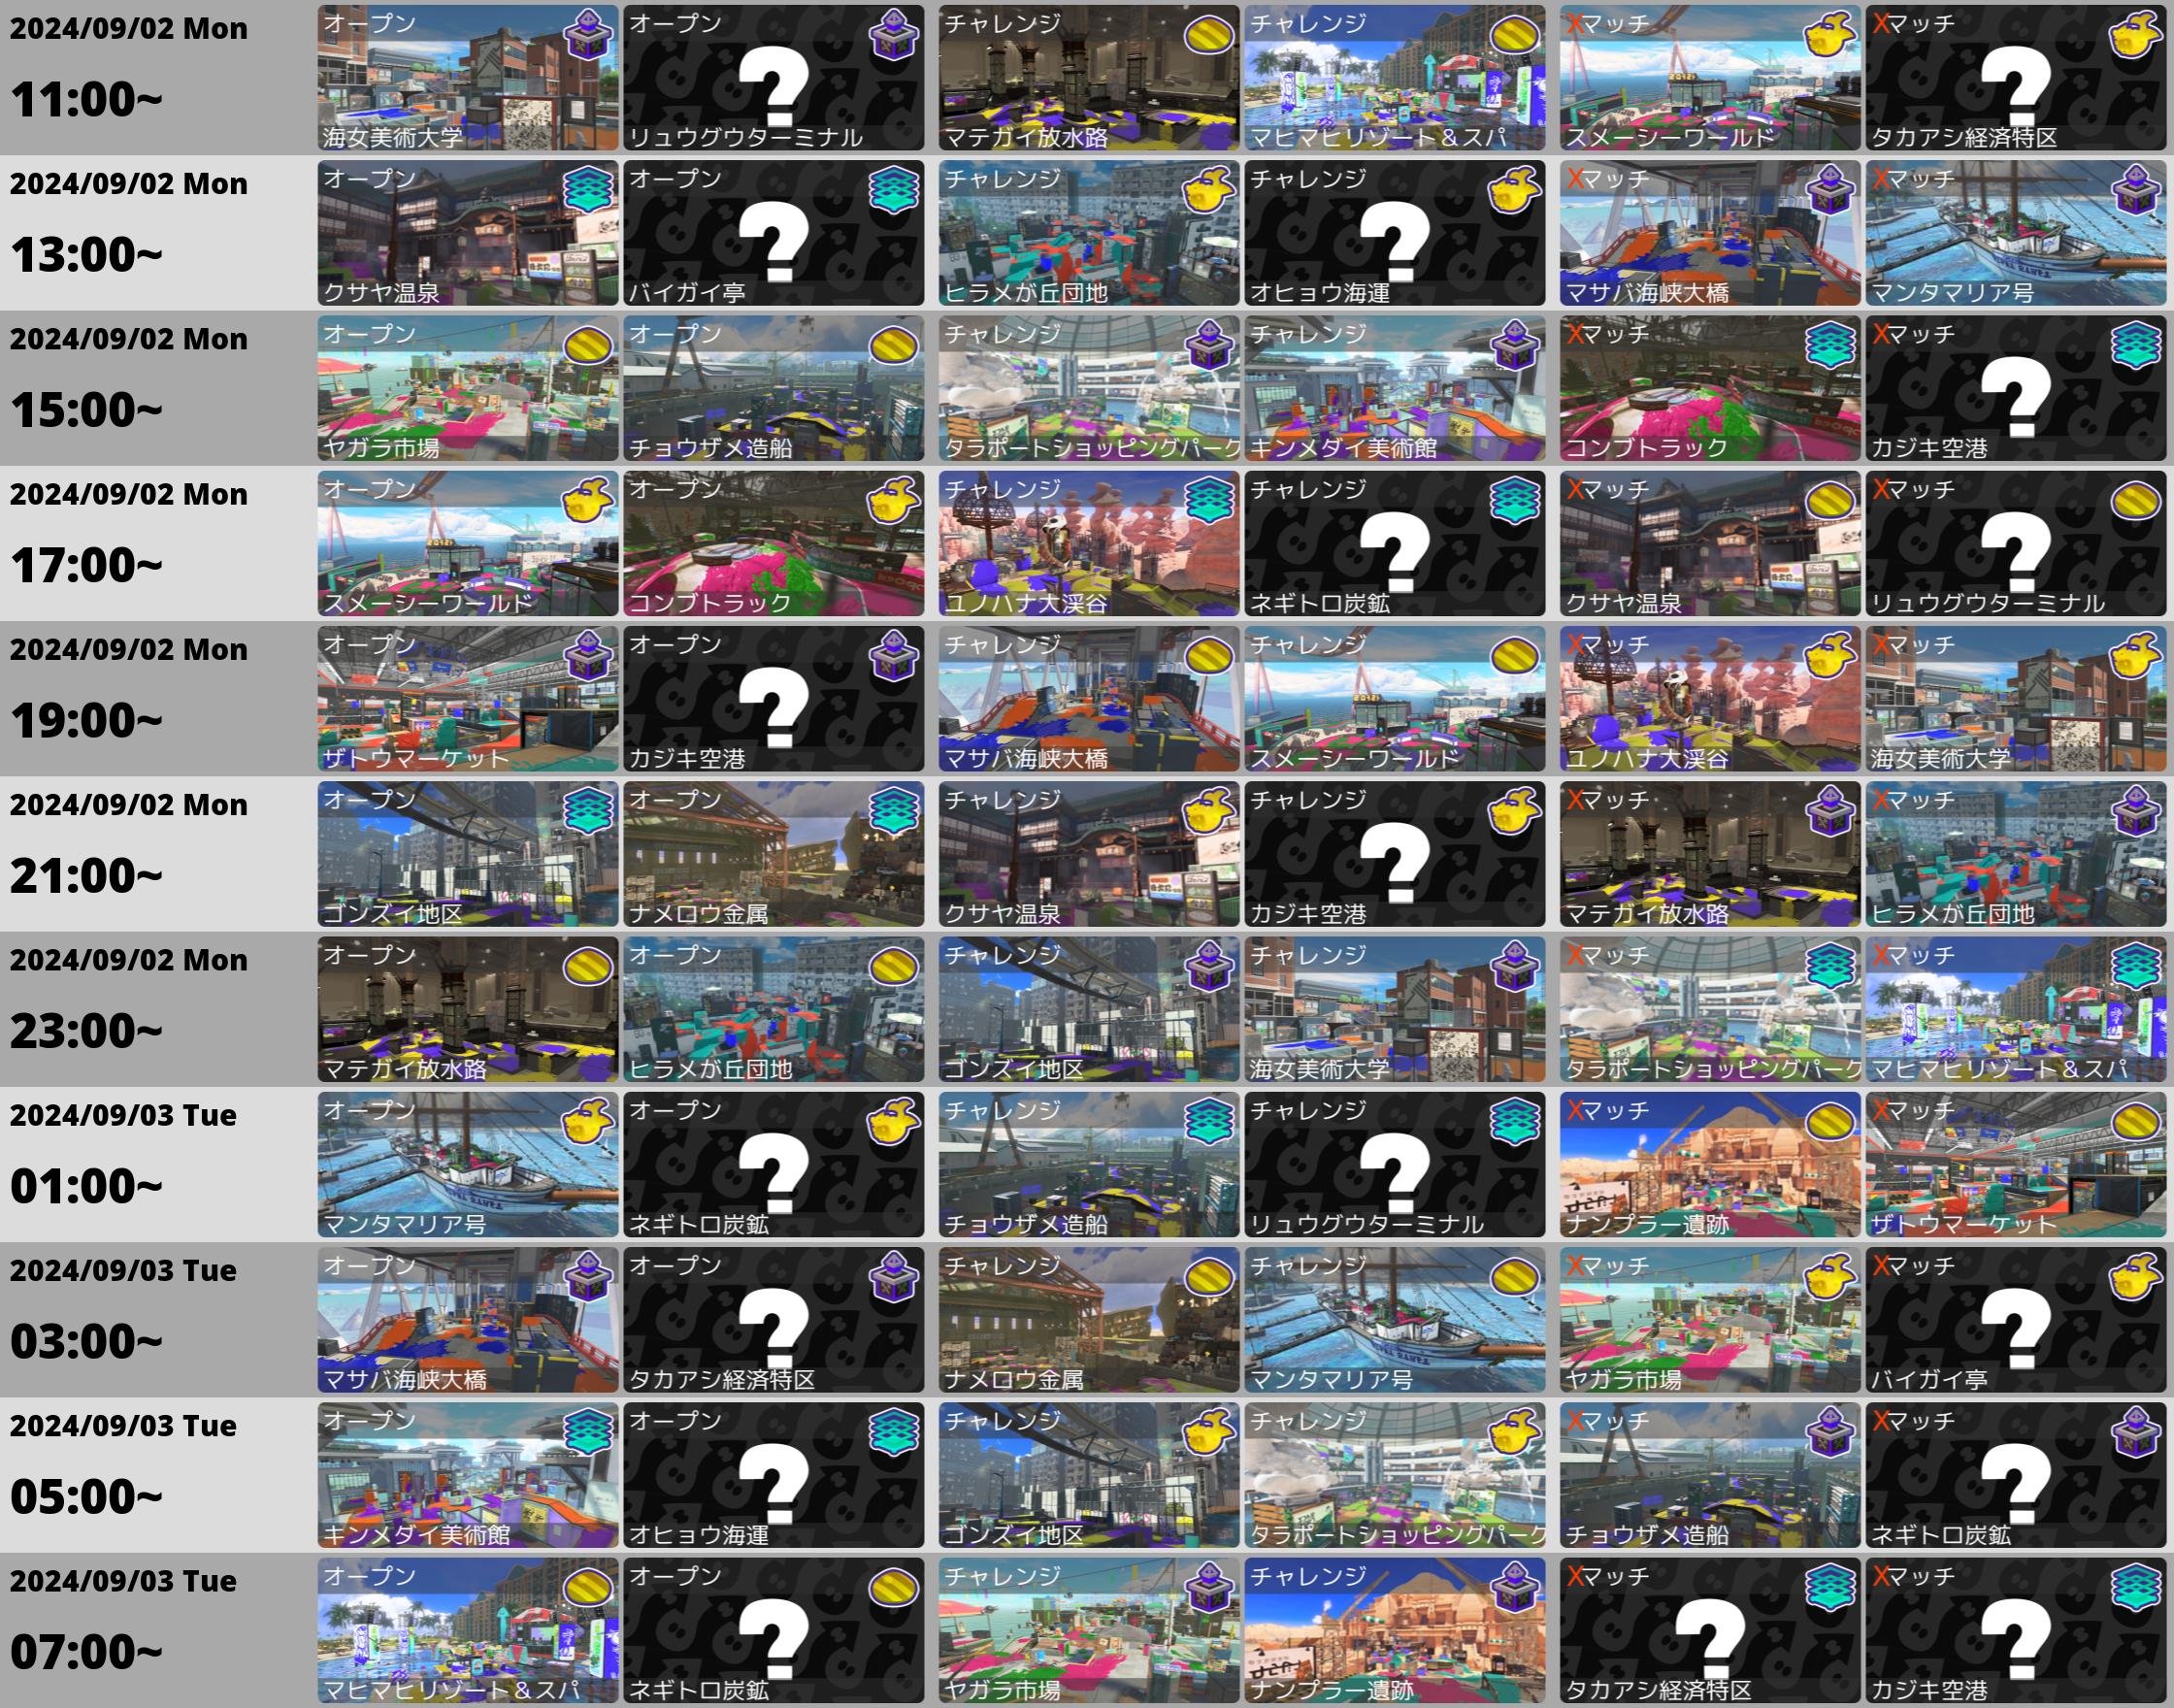 2024/09/02 Mon
11:00~
オープン
海女美術大学
オープン
リュウグウターミナル
チャレンジ
マテガイ放水路
チャレンジ
マヒマヒリゾート&スパ
Xマッチ
スメーシーワールド
Xマッチ
タカアシ経済特区
2024/09/02 Mon
13:00~
オープン
クサヤ温泉
オープン
バイガイ亭
チャレンジ
ヒラメが丘団地
チャレンジ
オヒョウ海運
Xマッチ
マサバ海峡大橋
Xマッチ
マンタマリア号
2024/09/02 Mon
15:00~
オープン
ヤガラ市場
オープン
チョウザメ造船
チャレンジ
タラポートショッピングパーク
チャレンジ
キンメダイ美術館
Xマッチ
コンブトラック
Xマッチ
カジキ空港
2024/09/02 Mon
17:00~
オープン
スメーシーワールド
オープン
コンブトラック
チャレンジ
ユノハナ大渓谷
チャレンジ
ネギトロ炭鉱
Xマッチ
クサヤ温泉
Xマッチ
リュウグウターミナル
2024/09/02 Mon
19:00~
オープン
ザトウマーケット
オープン
カジキ空港
チャレンジ
マサバ海峡大橋
チャレンジ
スメーシーワールド
Xマッチ
ユノハナ大渓谷
Xマッチ
海女美術大学
2024/09/02 Mon
21:00~
オープン
ゴンズイ地区
オープン
ナメロウ金属
チャレンジ
クサヤ温泉
チャレンジ
カジキ空港
Xマッチ
マテガイ放水路
Xマッチ
ヒラメが丘団地
2024/09/02 Mon
23:00~
オープン
マテガイ放水路
オープン
ヒラメが丘団地
チャレンジ
ゴンズイ地区
チャレンジ
海女美術大学
Xマッチ
タラポートショッピングパーク
Xマッチ
マヒマヒリゾート&スパ
2024/09/03 Tue
01:00~
オープン
マンタマリア号
オープン
ネギトロ炭鉱
チャレンジ
チョウザメ造船
チャレンジ
リュウグウターミナル
Xマッチ
ナンプラー遺跡
Xマッチ
ザトウマーケット
2024/09/03 Tue
03:00~
オープン
マサバ海峡大橋
オープン
タカアシ経済特区
チャレンジ
ナメロウ金属
チャレンジ
マンタマリア号
Xマッチ
ヤガラ市場
Xマッチ
バイガイ亭
2024/09/03 Tue
05:00~
オープン
キンメダイ美術館
オープン
オヒョウ海運
チャレンジ
ゴンズイ地区
チャレンジ
タラポートショッピングパーク
Xマッチ
チョウザメ造船
Xマッチ
ネギトロ炭鉱
2024/09/03 Tue
07:00~
オープン
マヒマヒリゾート&スパ
オープン
ネギトロ炭鉱
チャレンジ
ヤガラ市場
チャレンジ
ナンプラー遺跡
Xマッチ
タカアシ経済特区
Xマッチ
カジキ空港